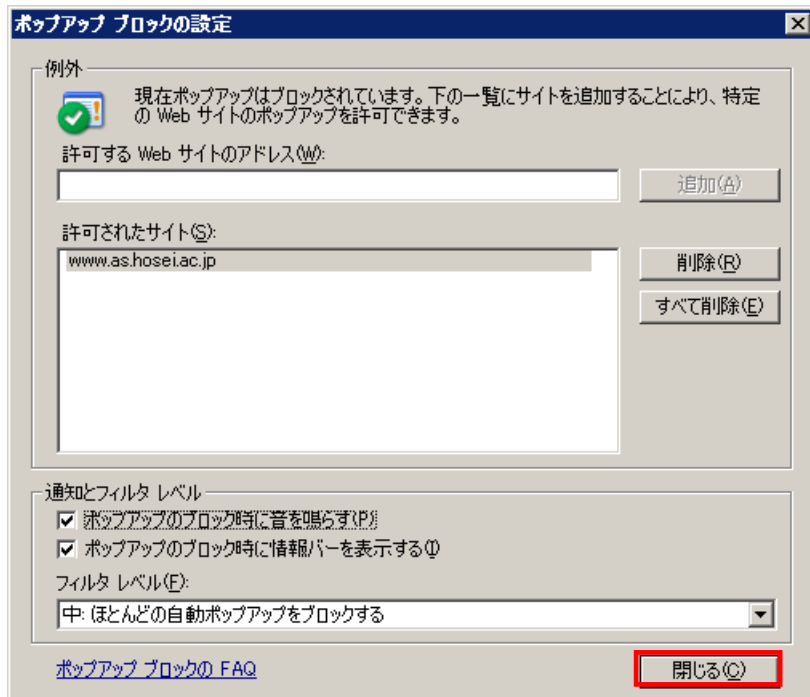 ポップアップ ブロックの設定
例外
現在ポップアップはブロックされています。下の一覧にサイトを追加することにより、特定
の Web サイトのポップアップを許可できます。
許可する Web サイトのアドレス(W):
追加(A)
許可されたサイト(S):
www.as.hosei.ac.jp
削除(R)
すべて削除(E)
通知とフィルタ レベル
ポップアップのブロック時に音を鳴らす(P)
ポップアップのブロック時に情報バーを表示する(I)
フィルタ レベル(F):
中: ほとんどの自動ポップアップをブロックする
ポップアップ ブロックの FAQ
閉じる(C)